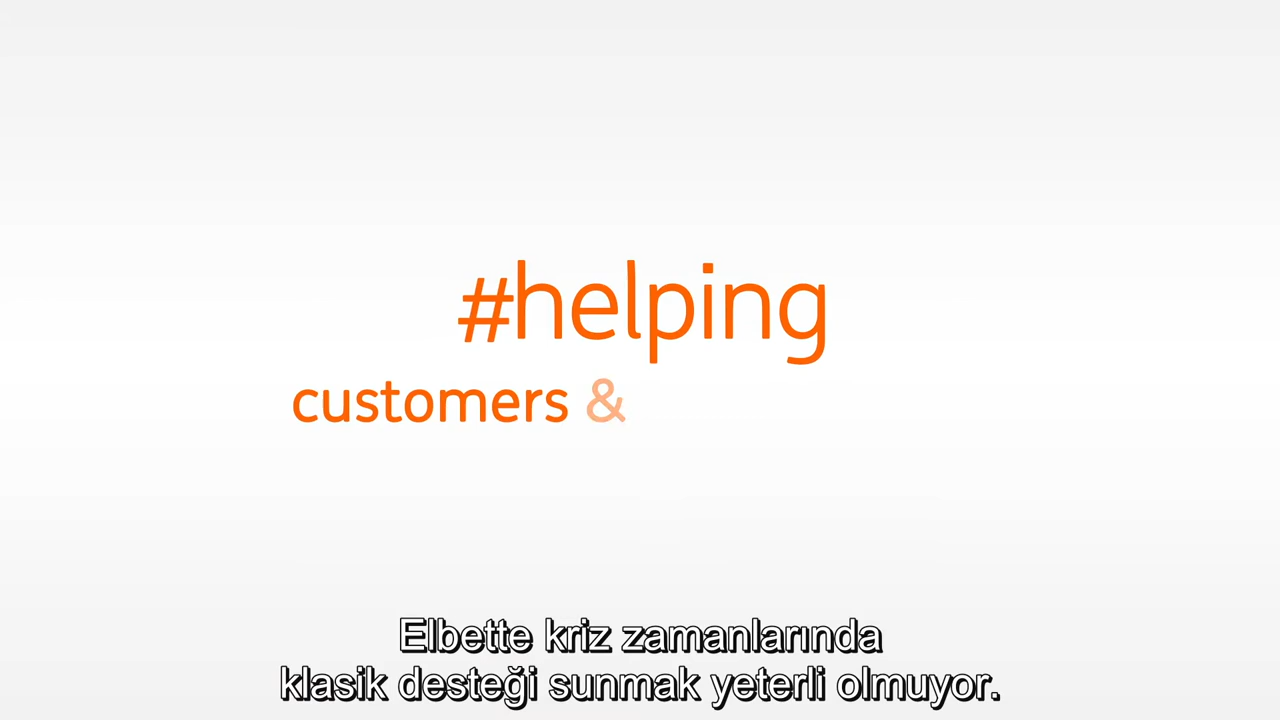 #helping
customers &
Elbette kriz zamanlarında
klasik desteği sunmak yeterli olmuyor.